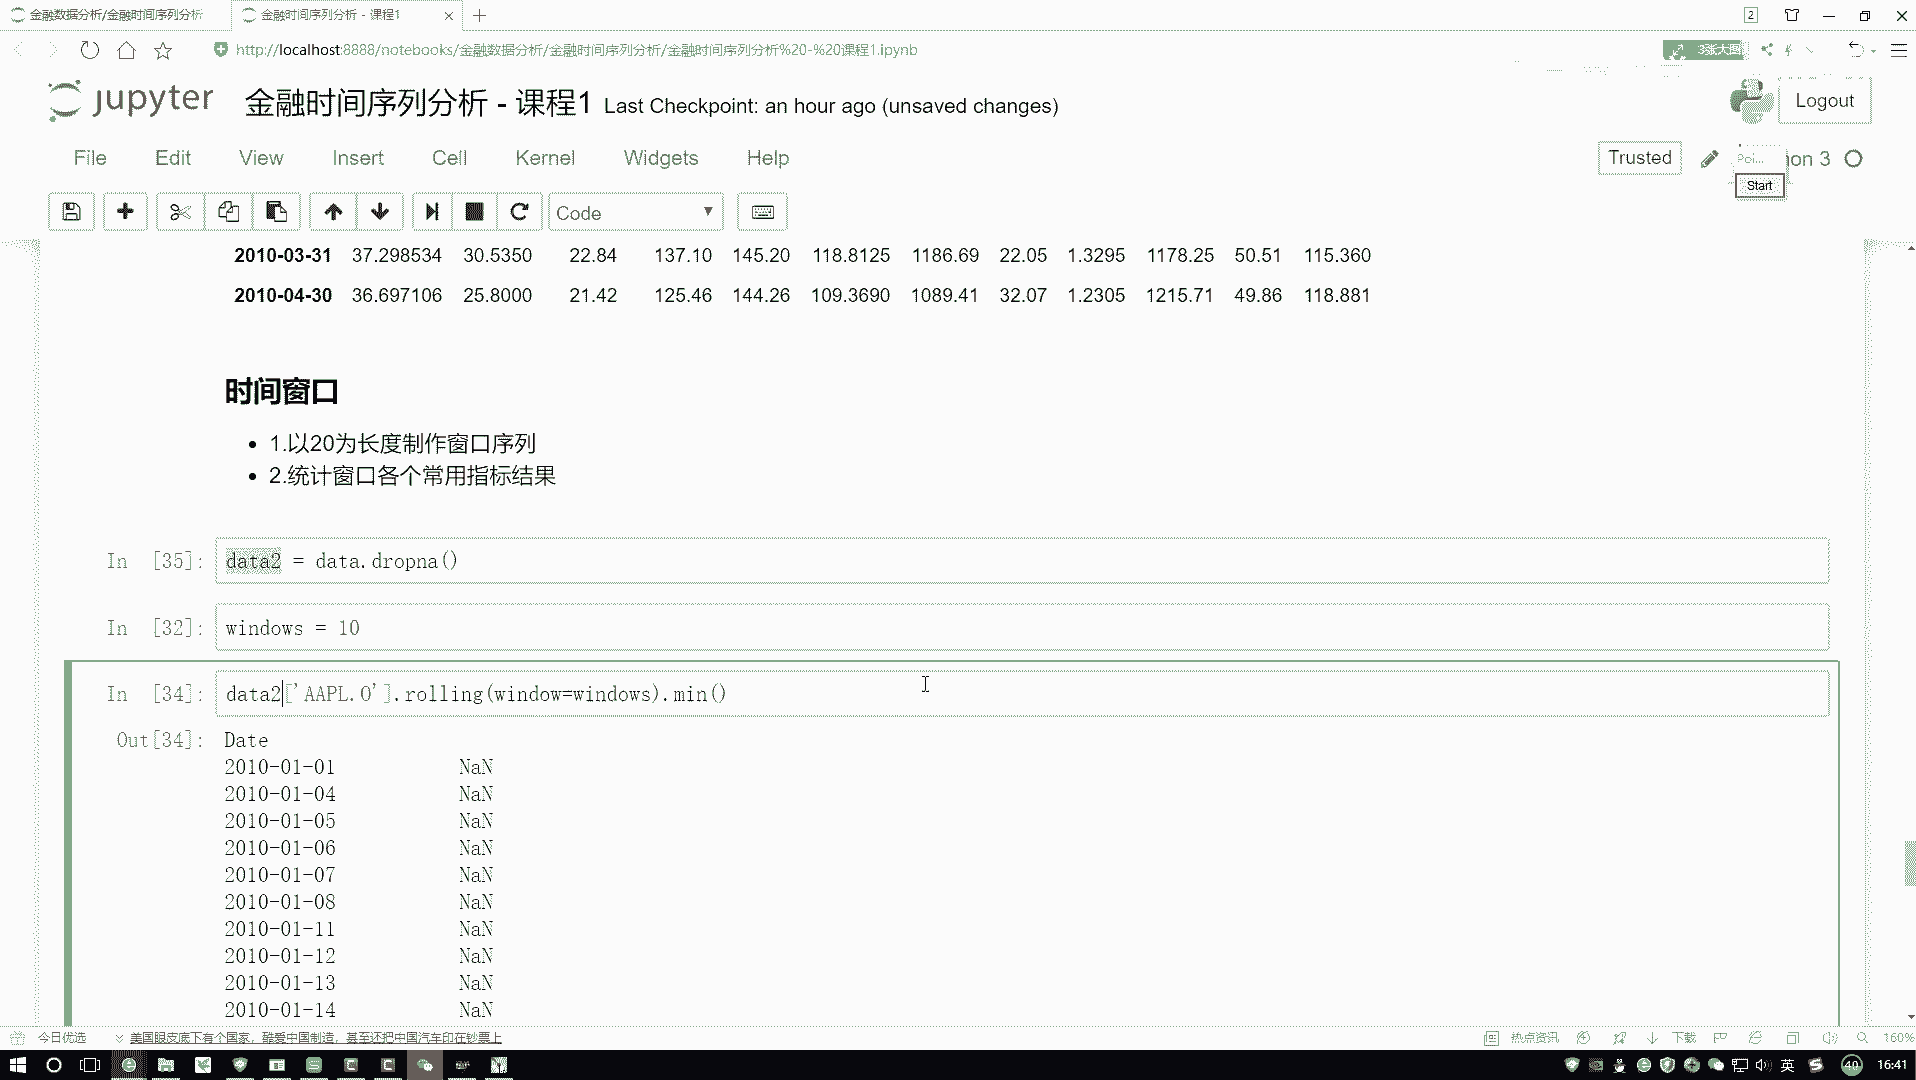 金融数据分析/金融时间序列分析
金融时间序列分析 - 课程1
2
http://localhost:8888/notebooks/金融数据分析/金融时间序列分析/金融时间序列分析%20-%20课程1.ipynb
3张大图
jupyter 金融时间序列分析 - 课程1 Last Checkpoint: an hour ago (unsaved changes)
Logout
File Edit View Insert Cell Kernel Widgets Help
Trusted
Poi...
on 3
Start
Code
2010-03-31 37.298534 30.5350 22.84 137.10 145.20 118.8125 1186.69 22.05 1.3295 1178.25 50.51 115.360
2010-04-30 36.697106 25.8000 21.42 125.46 144.26 109.3690 1089.41 32.07 1.2305 1215.71 49.86 118.881
时间窗口
• 1.以20为长度制作窗口序列
• 2.统计窗口各个常用指标结果
In [35]: data2 = data.dropna()
In [32]: windows = 10
In [34]: data2['AAPL.O'].rolling(window=windows).min()
Out[34]: Date
2010-01-01 NaN
2010-01-04 NaN
2010-01-05 NaN
2010-01-06 NaN
2010-01-07 NaN
2010-01-08 NaN
2010-01-11 NaN
2010-01-12 NaN
2010-01-13 NaN
2010-01-14 NaN
今日优选
美国眼皮底下有个国家，酷爱中国制造，甚至还把中国汽车印在钞票上
热点资讯
下载
160%
英
40
16:41